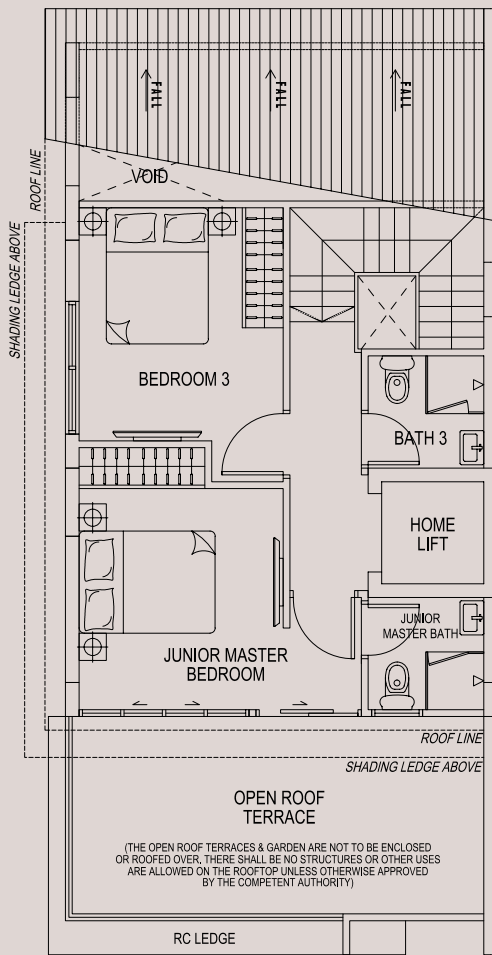 FALL
FALL
FALL
VOID
ROOF LINE
SHADING LEDGE ABOVE
BEDROOM 3
BATH 3
HOME
LIFT
JUNIOR
MASTER BATH
JUNIOR MASTER
BEDROOM
ROOF LINE
SHADING LEDGE ABOVE
OPEN ROOF
TERRACE
(THE OPEN ROOF TERRACES & GARDEN ARE NOT TO BE ENCLOSED
OR ROOFED OVER, THERE SHALL BE NO STRUCTURES OR OTHER USES
ARE ALLOWED ON THE ROOFTOP UNLESS OTHERWISE APPROVED
BY THE COMPETENT AUTHORITY)
RC LEDGE